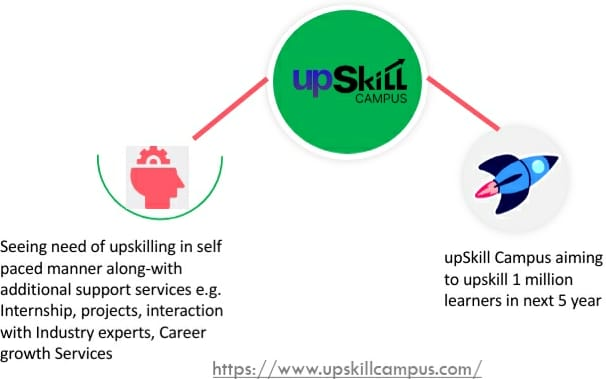 upSkill
CAMPUS
Seeing need of upskilling in self
paced manner along-with
additional support services e.g.
Internship, projects, interaction
with Industry experts, Career
growth Services
upSkill Campus aiming
to upskill 1 million
learners in next 5 year
https://www.upskillcampus.com/